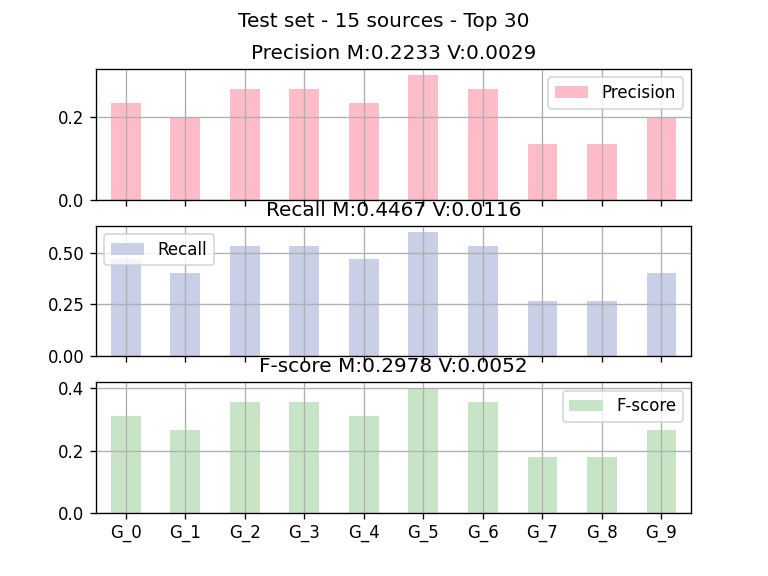 Test set - 15 sources - Top 30
Precision M:0.2233 V:0.0029
Precision
0.2
0.0
Recall M:0.4467 V:0.0116
Recall
0.50
0.25
0.00
F-score M:0.2978 V:0.0052
F-score
0.4
0.2
0.0
G_0 G_1 G_2 G_3 G_4 G_5 G_6 G_7 G_8 G_9